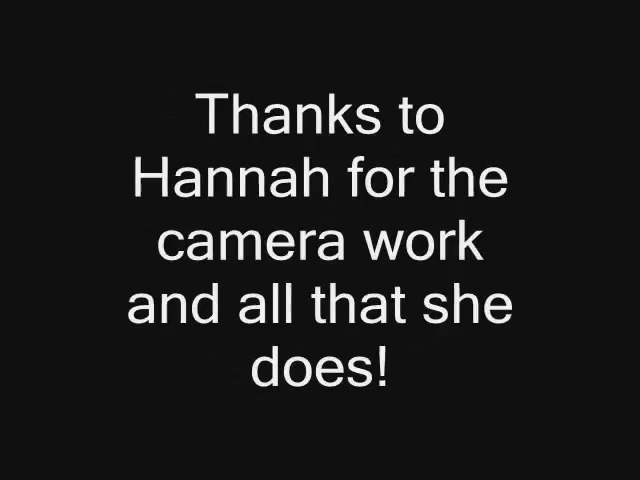 Thanks to
Hannah for the
camera work
and all that she
does!